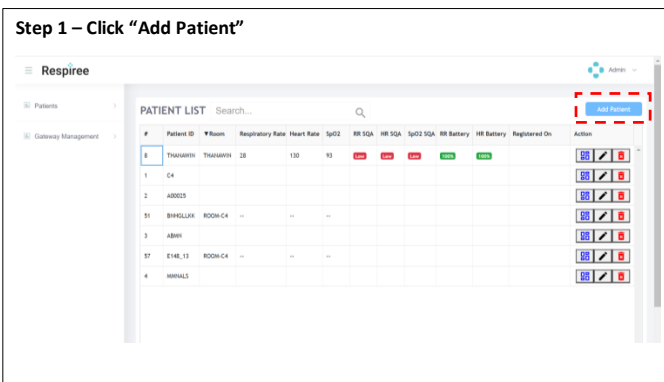 Step 1 – Click “Add Patient”
Respiree
Admin
Patients
Gateway Management
PATIENT LIST Search...
Add Patient
# Patient ID ▼Room Respiratory Rate Heart Rate SpO2 RR SQA HR SQA SpO2 SQA RR Battery HR Battery Registered On Action
8 THANAWIN THANAWIN 28 130 93 Low Low Low 100% 100%
1 C4
2 A00025
51 BNHGLLKK ROOM-C4 -- -- --
3 ABMN
57 E148_13 ROOM-C4 -- -- --
4 MMNALS